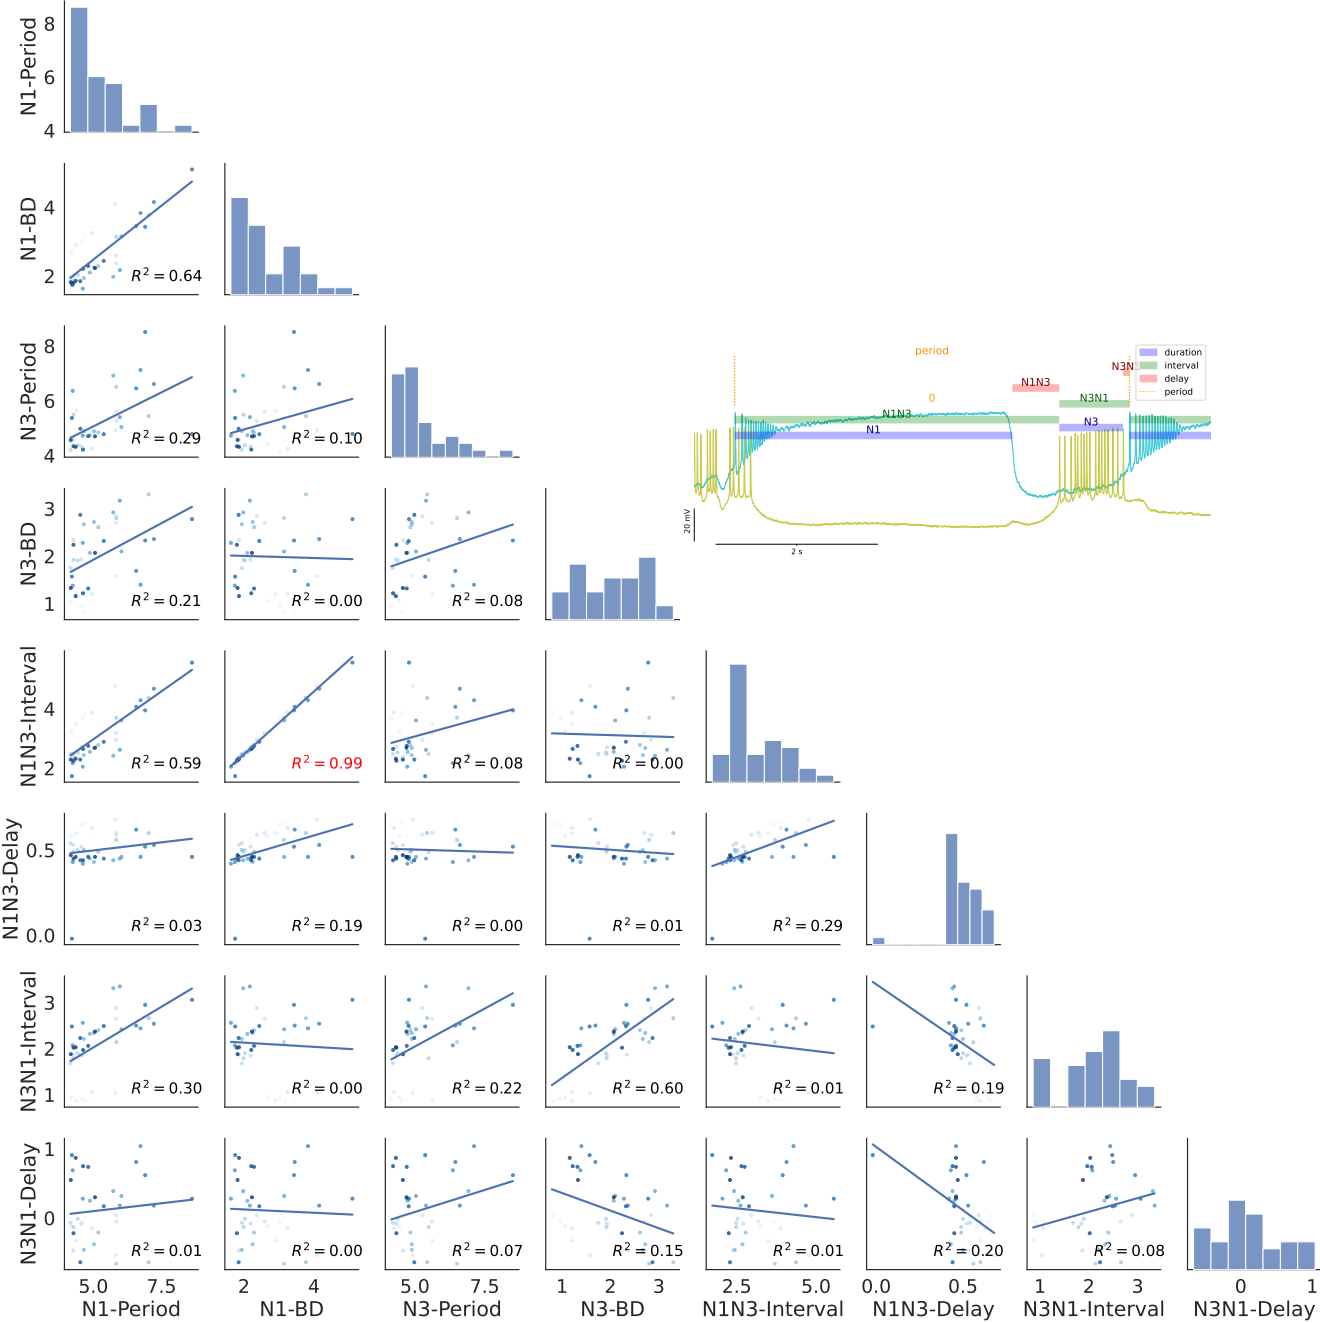 N1-Period
8
6
4
N1-BD
4
2
R² = 0.64
N3-Period
8
6
4
R² = 0.29
R² = 0.10
period
0
N1N3
N3N
duration
interval
delay
period
N3N1
N1N3
N3
N1
20 mV
2 s
N3-BD
3
2
1
R² = 0.21
R² = 0.00
R² = 0.08
N1N3-Interval
4
2
R² = 0.59
R² = 0.99
R² = 0.08
R² = 0.00
N1N3-Delay
0.5
0.0
R² = 0.03
R² = 0.19
R² = 0.00
R² = 0.01
R² = 0.29
N3N1-Interval
3
2
1
R² = 0.30
R² = 0.00
R² = 0.22
R² = 0.60
R² = 0.01
R² = 0.19
N3N1-Delay
1
0
R² = 0.01
R² = 0.00
R² = 0.07
R² = 0.15
R² = 0.01
R² = 0.20
R² = 0.08
5.0 7.5
2 4
5.0 7.5
1 2 3
2.5 5.0
0.0 0.5
1 2 3
0 1
N1-Period
N1-BD
N3-Period
N3-BD
N1N3-Interval
N1N3-Delay
N3N1-Interval
N3N1-Delay